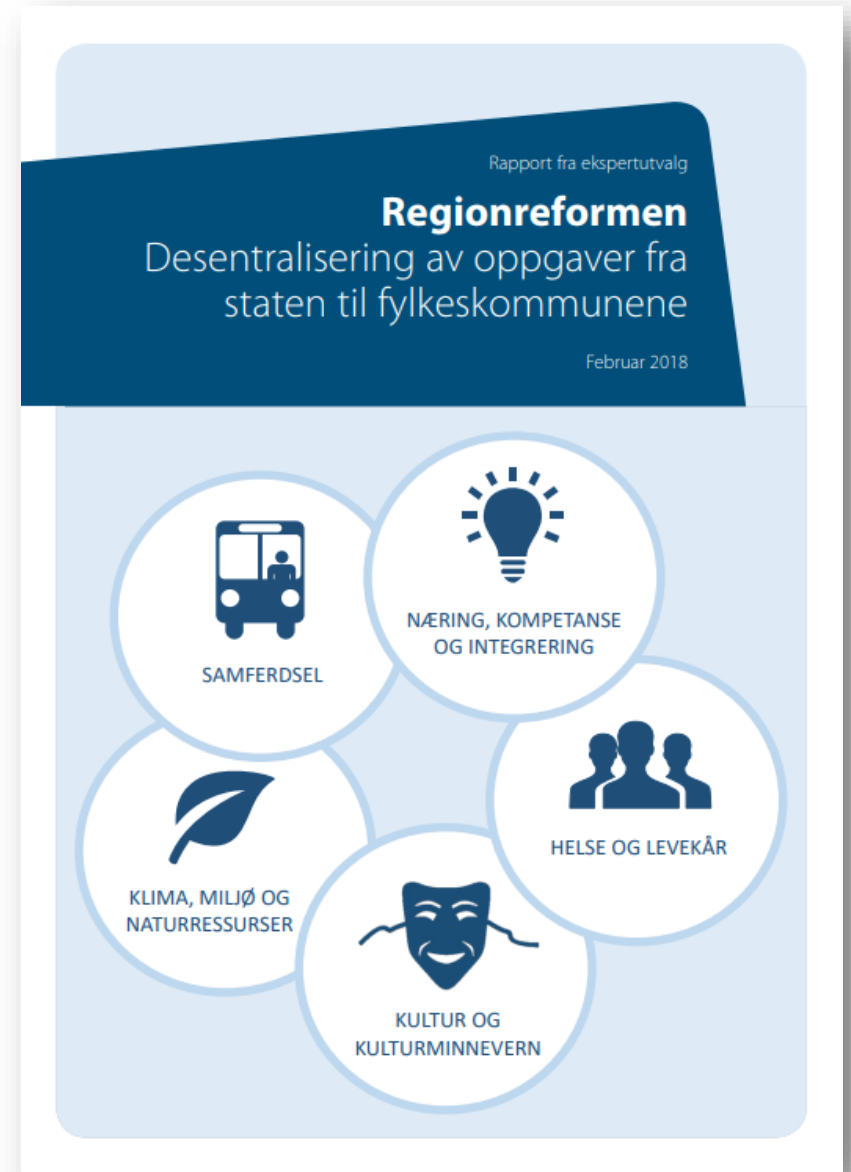 Rapport fra ekspertutvalg
Regionreformen
Desentralisering av oppgaver fra
staten til fylkeskommunene
Februar 2018
NÆRING, KOMPETANSE
OG INTEGRERING
SAMFERDSEL
HELSE OG LEVEKÅR
KLIMA, MILJØ OG
NATURRESSURSER
KULTUR OG
KULTURMINNEVERN